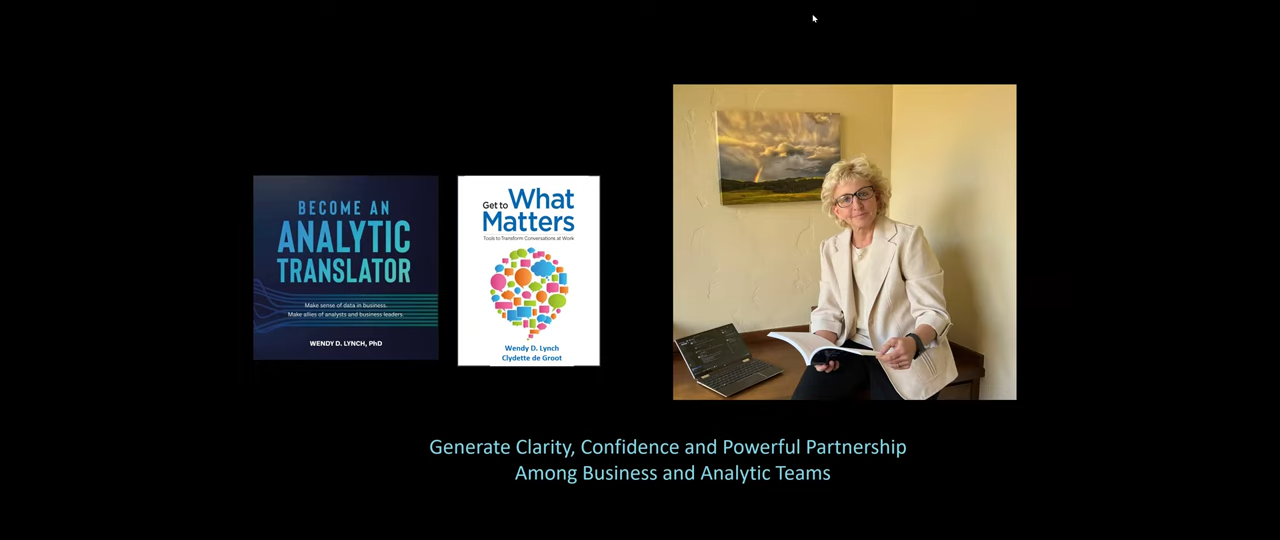 BECOME AN
ANALYTIC
TRANSLATOR
Make sense of data in business.
Make allies of analysts and business leaders.
WENDY D. LYNCH, PhD
Get to What
Matters
Tools to Transform Conversations at Work
Wendy D. Lynch
Clydette de Groot
Generate Clarity, Confidence and Powerful Partnership
Among Business and Analytic Teams